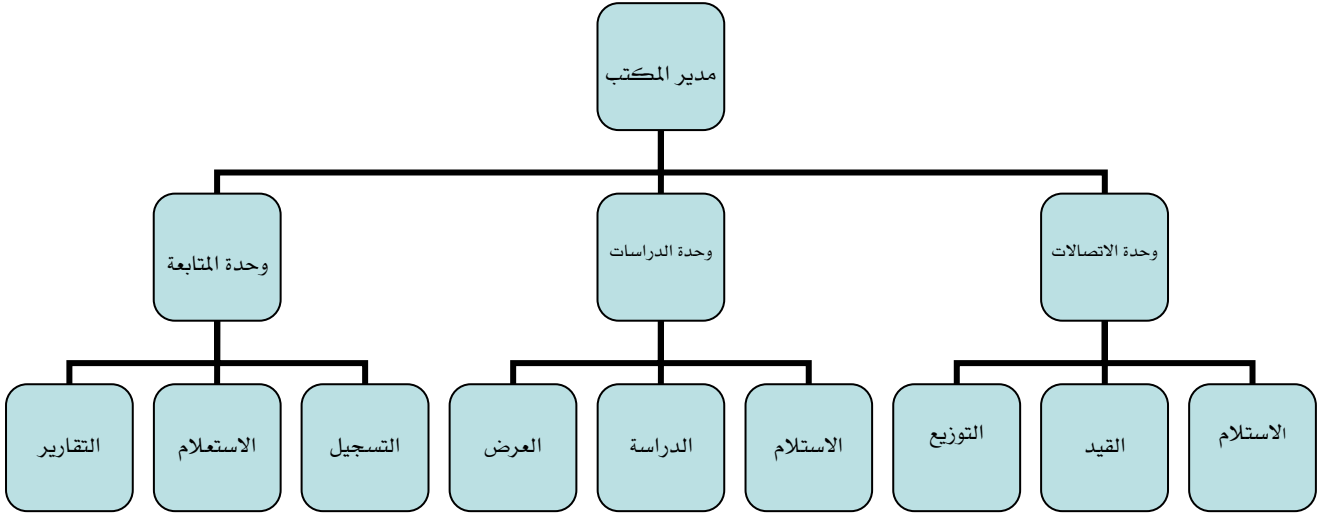 مدير المكتب
وحدة الاتصالات
وحدة الدراسات
وحدة المتابعة
الاستلام
القيد
التوزيع
الاستلام
الدراسة
العرض
التسجيل
الاستعلام
التقارير